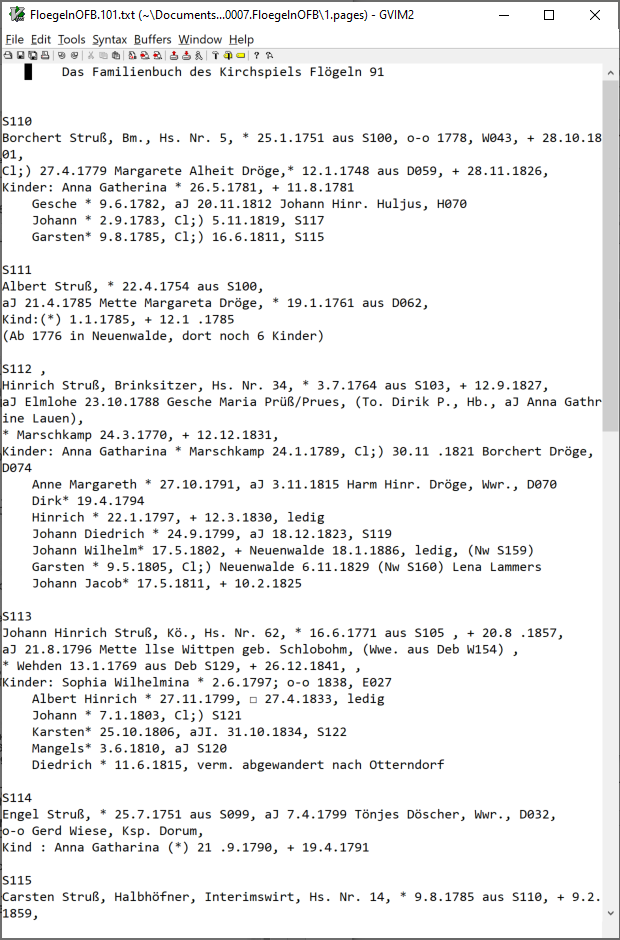 FloegelnOFB.101.txt (~\Documents...0007.FloegelnOFB\1.pages) - GVIM2
File Edit Tools Syntax Buffers Window Help
Das Familienbuch des Kirchspiels Flögeln 91
S110
Borchert Struß, Bm., Hs. Nr. 5, * 25.1.1751 aus S100, o-o 1778, W043, + 28.10.18
01,
Cl;) 27.4.1779 Margarete Alheit Dröge,* 12.1.1748 aus D059, + 28.11.1826,
Kinder: Anna Gatherina * 26.5.1781, + 11.8.1781
Gesche * 9.6.1782, aJ 20.11.1812 Johann Hinr. Huljus, H070
Johann * 2.9.1783, Cl;) 5.11.1819, S117
Garsten* 9.8.1785, Cl;) 16.6.1811, S115
S111
Albert Struß, * 22.4.1754 aus S100,
aJ 21.4.1785 Mette Margareta Dröge, * 19.1.1761 aus D062,
Kind:(*) 1.1.1785, + 12.1 .1785
(Ab 1776 in Neuenwalde, dort noch 6 Kinder)
S112 ,
Hinrich Struß, Brinksitzer, Hs. Nr. 34, * 3.7.1764 aus S103, + 12.9.1827,
aJ Elmlohe 23.10.1788 Gesche Maria Prüß/Prues, (To. Dirik P., Hb., aJ Anna Gathr
ine Lauen),
* Marschkamp 24.3.1770, + 12.12.1831,
Kinder: Anna Gatharina * Marschkamp 24.1.1789, Cl;) 30.11 .1821 Borchert Dröge,
D074
Anne Margareth * 27.10.1791, aJ 3.11.1815 Harm Hinr. Dröge, Wwr., D070
Dirk* 19.4.1794
Hinrich * 22.1.1797, + 12.3.1830, ledig
Johann Diedrich * 24.9.1799, aJ 18.12.1823, S119
Johann Wilhelm* 17.5.1802, + Neuenwalde 18.1.1886, ledig, (Nw S159)
Garsten * 9.5.1805, Cl;) Neuenwalde 6.11.1829 (Nw S160) Lena Lammers
Johann Jacob* 17.5.1811, + 10.2.1825
S113
Johann Hinrich Struß, Kö., Hs. Nr. 62, * 16.6.1771 aus S105 , + 20.8 .1857,
aJ 21.8.1796 Mette llse Wittpen geb. Schlobohm, (Wwe. aus Deb W154) ,
* Wehden 13.1.1769 aus Deb S129, + 26.12.1841, ,
Kinder: Sophia Wilhelmina * 2.6.1797; o-o 1838, E027
Albert Hinrich * 27.11.1799, □ 27.4.1833, ledig
Johann * 7.1.1803, Cl;) S121
Karsten* 25.10.1806, aJI. 31.10.1834, S122
Mangels* 3.6.1810, aJ S120
Diedrich * 11.6.1815, verm. abgewandert nach Otterndorf
S114
Engel Struß, * 25.7.1751 aus S099, aJ 7.4.1799 Tönjes Döscher, Wwr., D032,
o-o Gerd Wiese, Ksp. Dorum,
Kind : Anna Gatharina (*) 21 .9.1790, + 19.4.1791
S115
Carsten Struß, Halbhöfner, Interimswirt, Hs. Nr. 14, * 9.8.1785 aus S110, + 9.2.
1859,